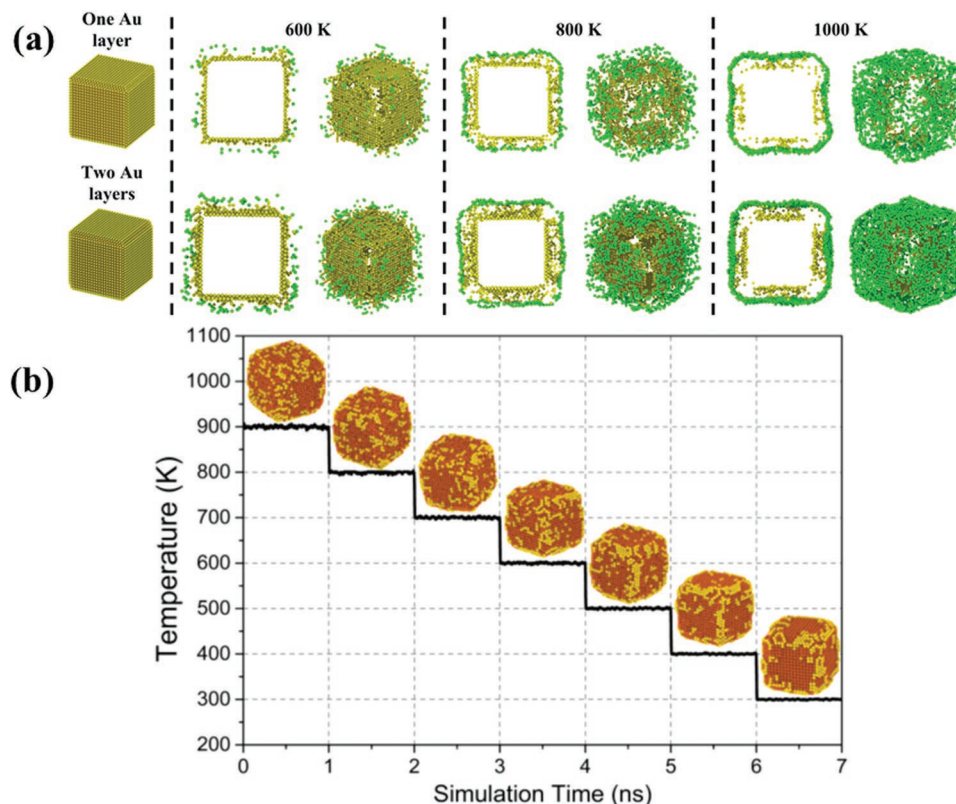 (a)
One Au
layer
600 K
800 K
1000 K
Two Au
layers
(b)
1100
1000
900
800
700
600
500
400
300
200
Temperature (K)
0 1 2 3 4 5 6 7
Simulation Time (ns)